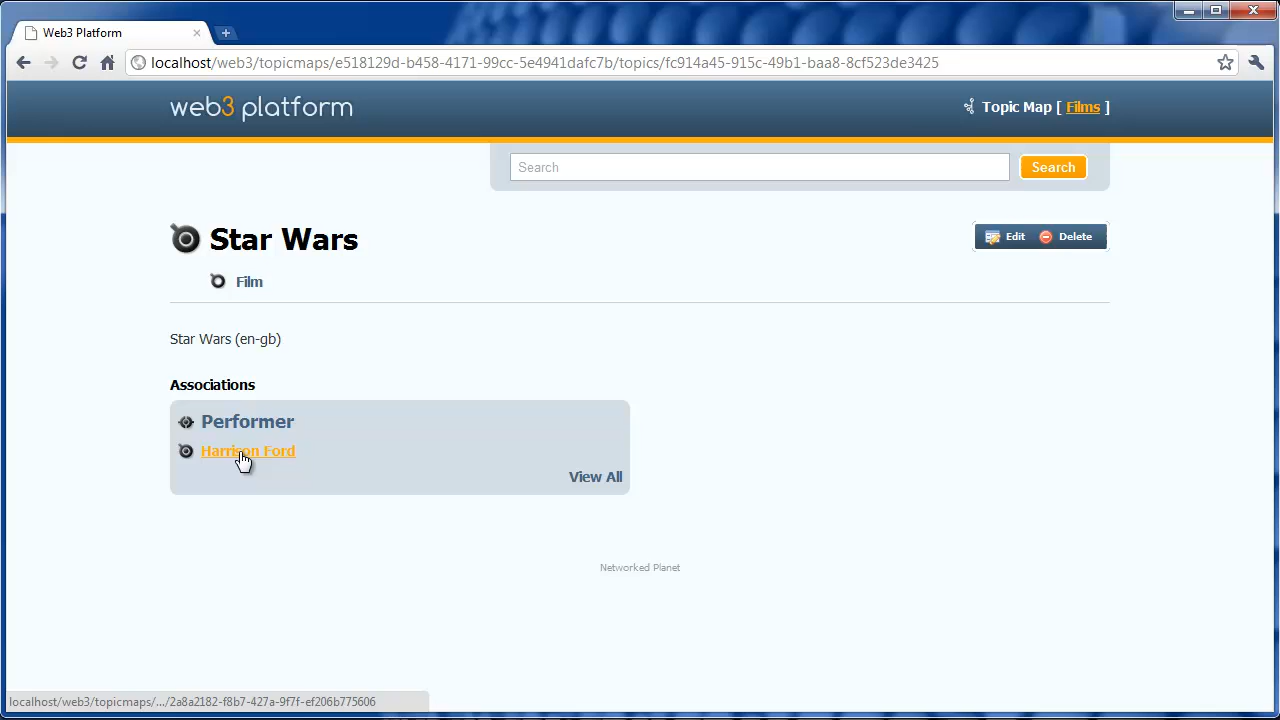 Web3 Platform
localhost/web3/topicmaps/e518129d-b458-4171-99cc-5e4941dafc7b/topics/fc914a45-915c-49b1-baa8-8cf523de3425
web3 platform
Topic Map [ Films ]
Search
Search
Star Wars
Edit
Delete
Film
Star Wars (en-gb)
Associations
Performer
Harrison Ford
View All
Networked Planet
localhost/web3/topicmaps/.../2a8a2182-f8b7-427a-9f7f-ef206b775606